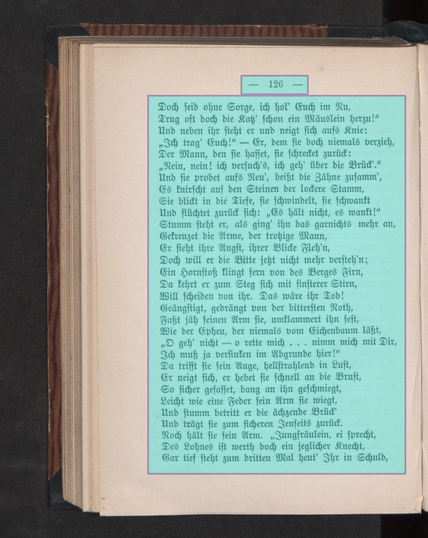 — 126 —
Doch seid ohne Sorge, ich hol' Euch im Nu,
Trug oft doch die Katz' schon ein Mäuslein herzu!“
Und neben ihr steht er und neigt sich aufs Knie:
„Ich trag' Euch!“ — Er, dem sie doch niemals verzieh,
Der Mann, den sie hasset, sie schrecket zurück:
„Nein, nein! ich versuch's, ich geh' über die Brück'.“
Und sie probet aufs Neu', beißt die Zähne zusamm',
Es knirscht auf den Steinen der lockere Stamm,
Sie blickt in die Tiefe, sie schwindelt, sie schwankt
Und flüchtet zurück sich: „Es hält nicht, es wankt!“
Stumm steht er, als ging' ihn das garnichts mehr an,
Gekreuzt die Arme, der trotzige Mann,
Er sieht ihre Angst, ihrer Blicke Fleh'n,
Doch will er die Bitte jetzt nicht mehr versteh'n;
Ein Hornstoß klingt fern von des Berges Firn,
Da kehrt er zum Steg sich mit finsterer Stirn,
Will scheiden von ihr. Das wäre ihr Tod!
Geängstigt, gedrängt von der bittersten Noth,
Faßt jäh seinen Arm sie, umklammert ihn fest,
Wie der Epheu, der niemals vom Eichenbaum läßt,
„O geh' nicht — o rette mich . . . nimm mich mit Dir,
Ich muß ja versinken im Abgrunde hier!“
Da trifft sie sein Auge, hellstrahlend in Lust,
Er neigt sich, er hebet sie schnell an die Brust,
So sicher gefasset, bang an ihn geschmiegt,
Leicht wie eine Feder sein Arm sie wiegt,
Und stumm betritt er die ächzende Brück'
Und trägt sie zum sicheren Jenseits zurück.
Noch hält sie sein Arm. „Jungfräulein, ei sprecht,
Des Lohnes ist werth doch ein jeglicher Knecht,
Gar tief steht zum dritten Mal heut' Ihr in Schuld,